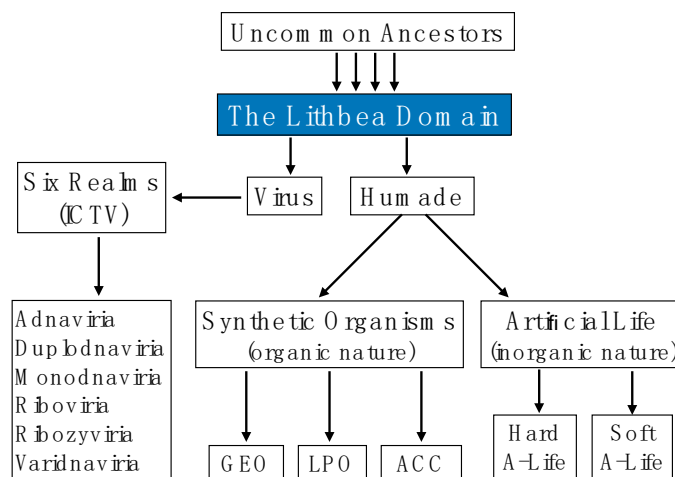 Uncommon Ancestors
The Lithbea Domain
Six Realms
(ICTV)
Virus
Humade
Adnaviria
Duplodnaviria
Monodnaviria
Riboviria
Ribozyviria
Varidnaviria
Synthetic Organisms
(organic nature)
Artificial Life
(inorganic nature)
GEO
LPO
ACC
Hard
A-Life
Soft
A-Life